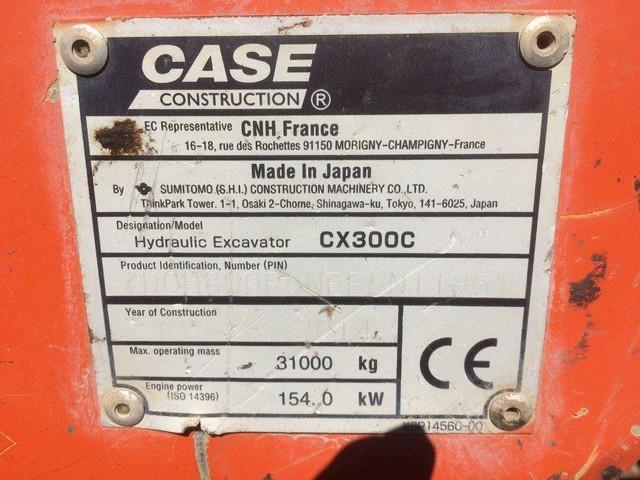 CASE
CONSTRUCTION ®
EC Representative CNH France
16-18, rue des Rochettes 91150 MORIGNY-CHAMPIGNY-France
Made In Japan
By SUMITOMO (S.H.I.) CONSTRUCTION MACHINERY CO., LTD.
ThinkPark Tower. 1-1, Osaki 2-Chome, Shinagawa-ku, Tokyo, 141-6025, Japan
Designation/Model
Hydraulic Excavator CX300C
Product Identification, Number (PIN)
Year of Construction
Max. operating mass
31000 kg
Engine power
(ISO 14396) 154.0 kW
CE
KRP14560-00